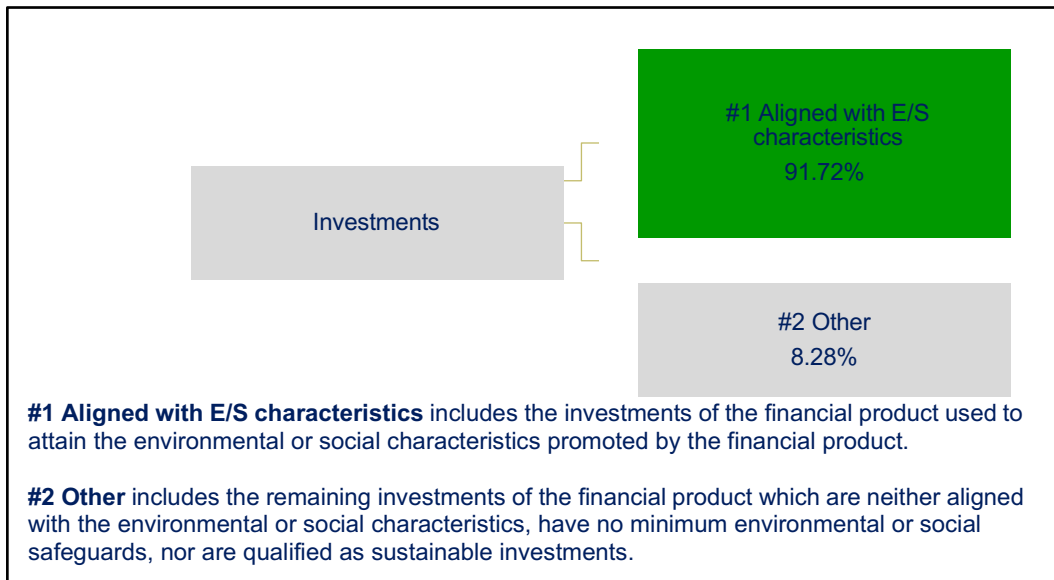 #1 Aligned with E/S
characteristics
91.72%
Investments
#2 Other
8.28%
#1 Aligned with E/S characteristics includes the investments of the financial product used to
attain the environmental or social characteristics promoted by the financial product.
#2 Other includes the remaining investments of the financial product which are neither aligned
with the environmental or social characteristics, have no minimum environmental or social
safeguards, nor are qualified as sustainable investments.